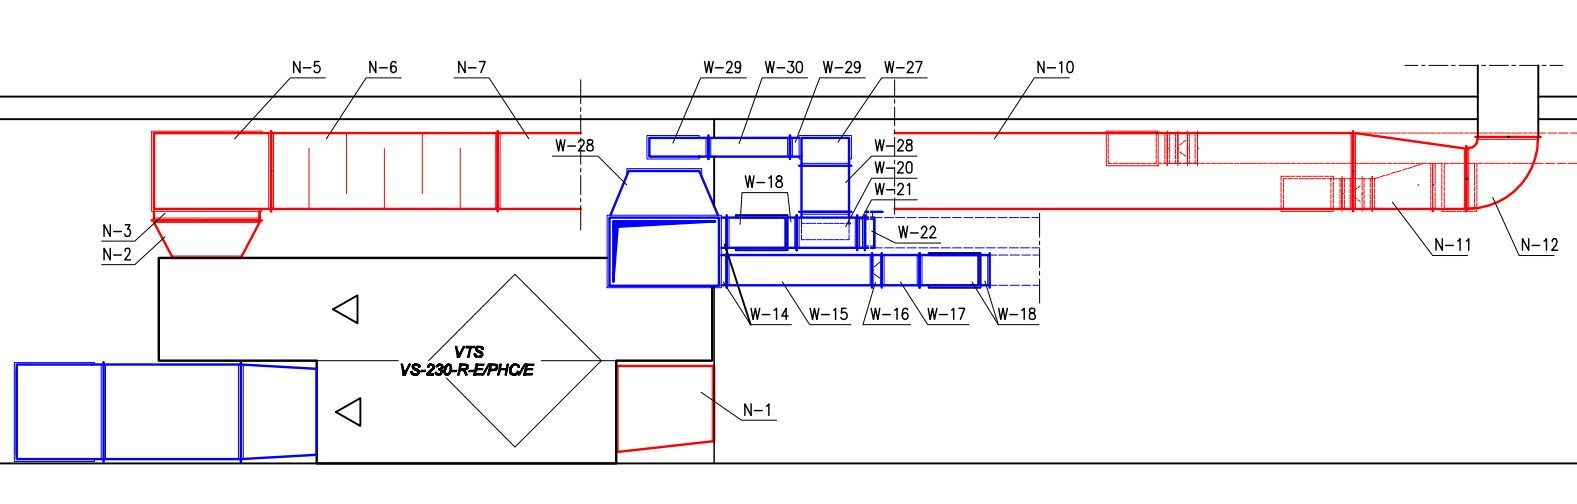 N-5
N-6
N-7
W-29
W-30
W-29
W-27
N-10
W-28
W-28
W-20
W-18
W-21
N-3
W-22
N-2
N-11
N-12
W-14
W-15
W-16
W-17
W-18
VTS
VS-230-R-E/PHC/E
N-1